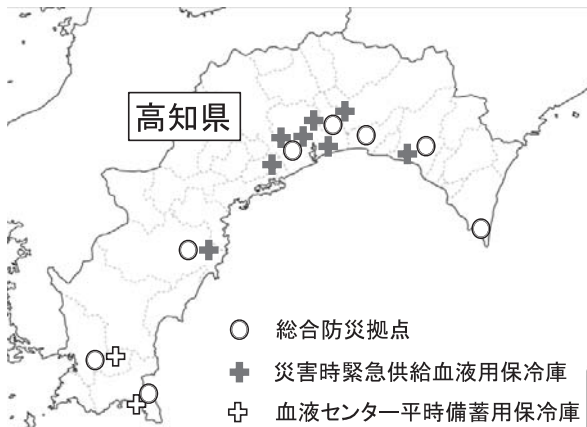 高知県
総合防災拠点
災害時緊急供給血液用保冷庫
血液センター平時備蓄用保冷庫